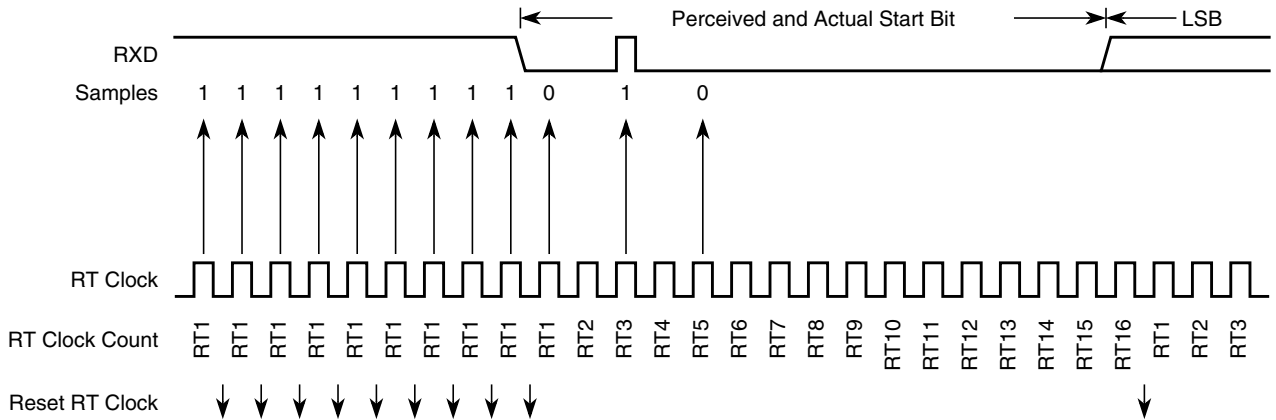 Perceived and Actual Start Bit LSB
RXD
Samples 1 1 1 1 1 1 1 1 1 0 1 0
RT Clock
RT Clock Count RT1 RT1 RT1 RT1 RT1 RT1 RT1 RT1 RT1 RT1 RT2 RT3 RT4 RT5 RT6 RT7 RT8 RT9 RT10 RT11 RT12 RT13 RT14 RT15 RT16 RT1 RT2 RT3
Reset RT Clock